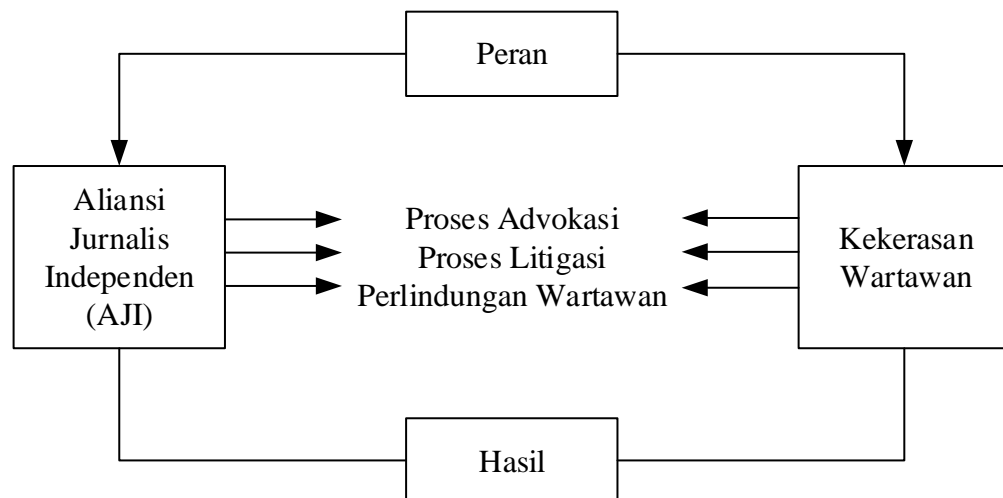 Peran
Aliansi
Jurnalis
Independen
(AJI)
Proses Advokasi
Proses Litigasi
Perlindungan Wartawan
Kekerasan
Wartawan
Hasil